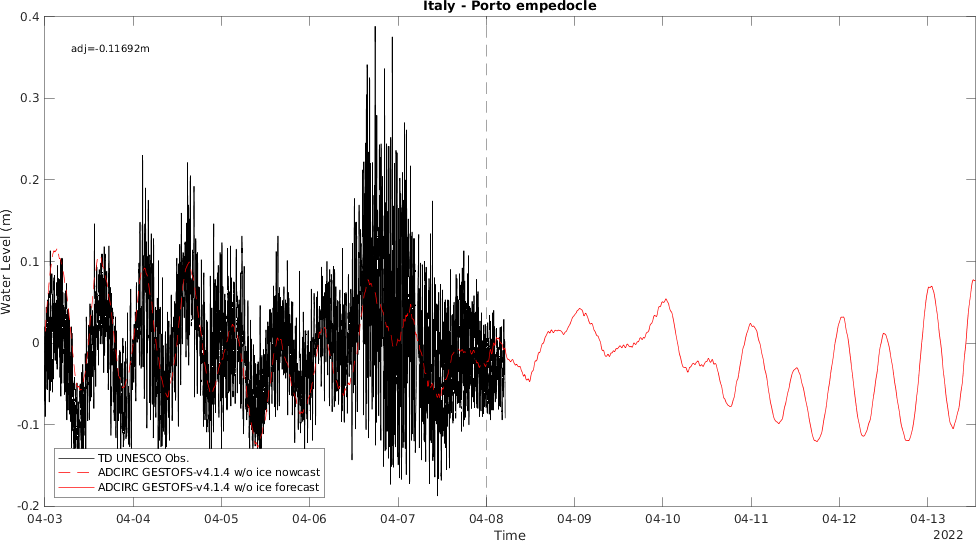 Italy - Porto empedocle
adj=-0.11692m
Water Level (m)
0.4
0.3
0.2
0.1
0
-0.1
-0.2
TD UNESCO Obs.
ADCIRC GESTOFS-v4.1.4 w/o ice nowcast
ADCIRC GESTOFS-v4.1.4 w/o ice forecast
04-03 04-04 04-05 04-06 04-07 04-08 04-09 04-10 04-11 04-12 04-13
Time
2022